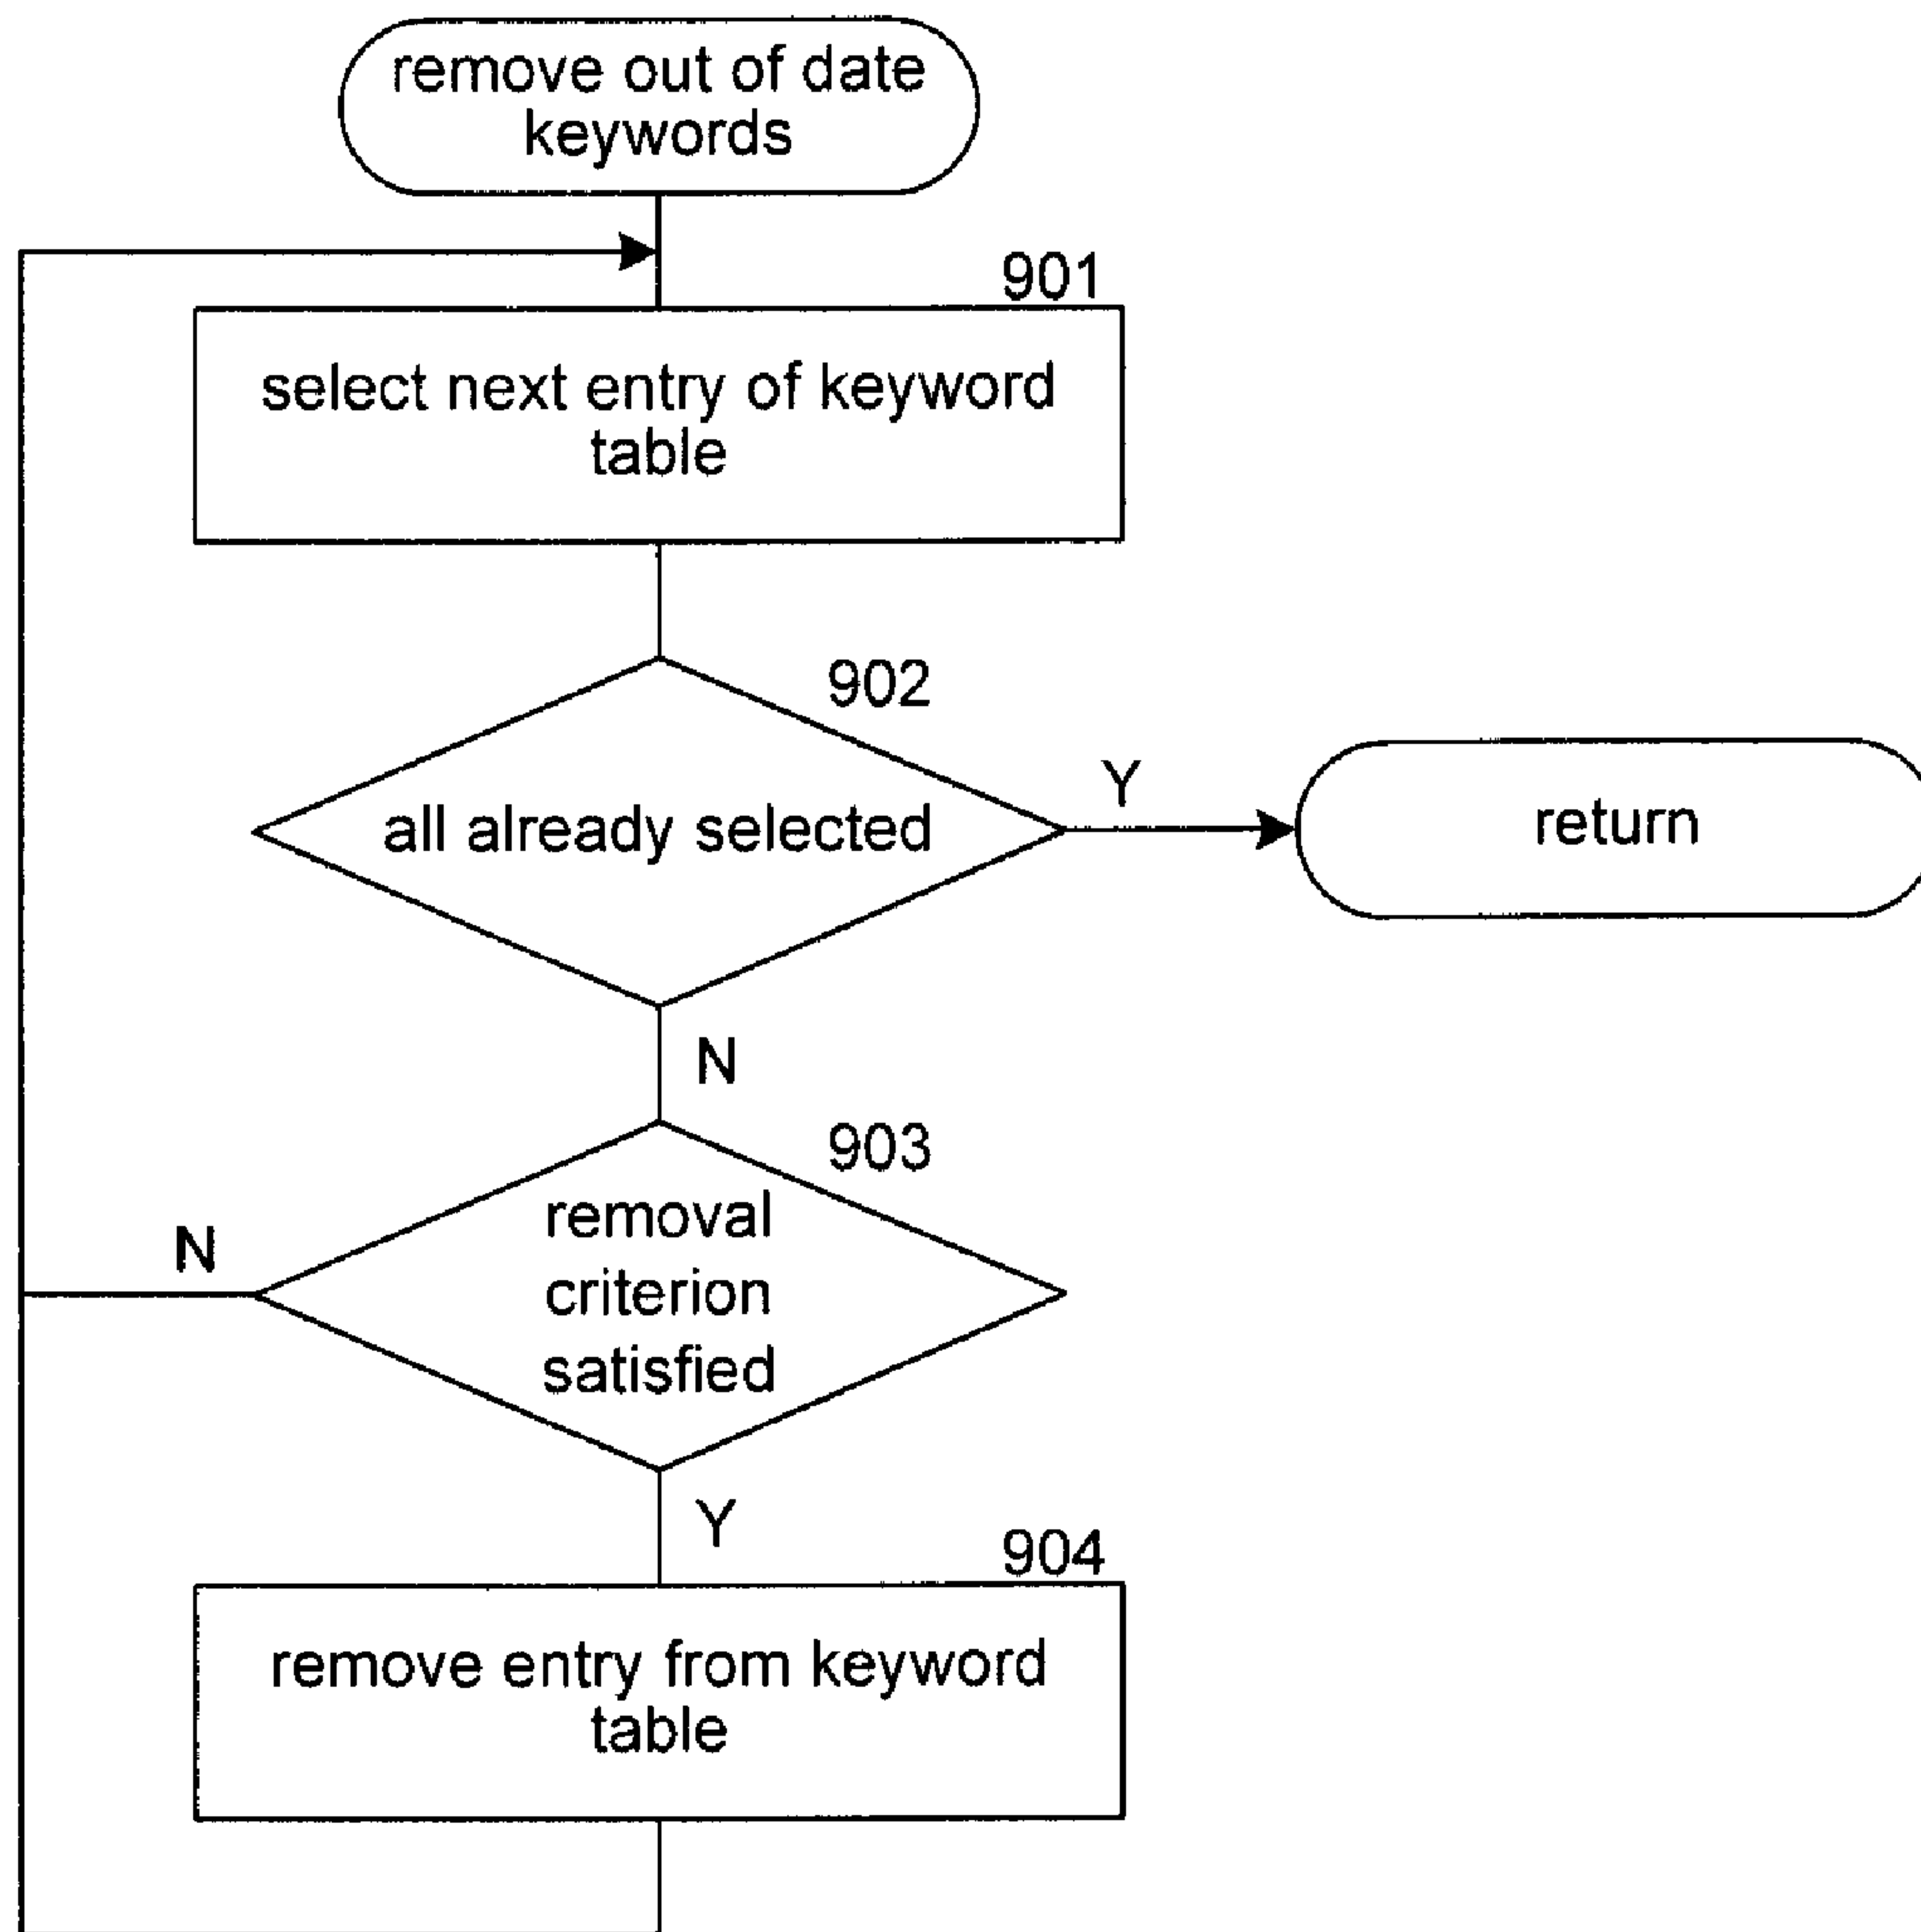 remove out of date
keywords
901
select next entry of keyword
table
902
all already selected
Y
return
N
903
removal
criterion
satisfied
N
Y
904
remove entry from keyword
table